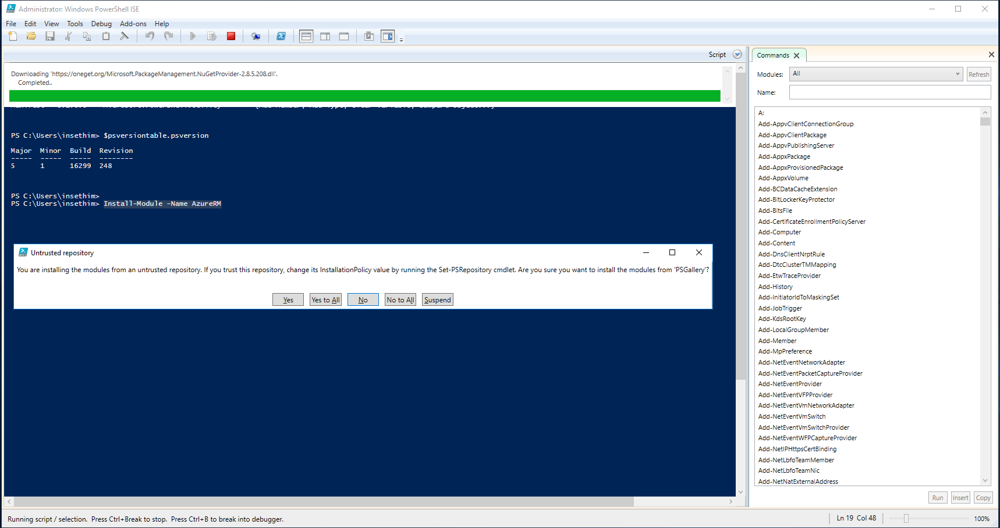 Administrator: Windows PowerShell ISE
File Edit View Tools Debug Add-ons Help
Script
Downloading 'https://oneget.org/Microsoft.PackageManagement.NuGetProvider-2.8.5.208.dll'.
Completed..
PS C:\Users\insethim> $psversiontable.psversion
Major Minor Build Revision
----- ----- ----- --------
5 1 16299 248
PS C:\Users\insethim>
PS C:\Users\insethim> Install-Module -Name AzureRM
Untrusted repository
You are installing the modules from an untrusted repository. If you trust this repository, change its InstallationPolicy value by running the Set-PSRepository cmdlet. Are you sure you want to install the modules from 'PSGallery'?
Yes Yes to All No No to All Suspend
Commands
Modules: All Refresh
Name:
A:
Add-AppvClientConnectionGroup
Add-AppvClientPackage
Add-AppvPublishingServer
Add-AppxPackage
Add-AppxProvisionedPackage
Add-AppxVolume
Add-BCDataCacheExtension
Add-BitLockerKeyProtector
Add-BitsFile
Add-CertificateEnrollmentPolicyServer
Add-Computer
Add-Content
Add-DnsClientNrptRule
Add-DtcClusterTMMapping
Add-EtwTraceProvider
Add-History
Add-InitiatorIdToMaskingSet
Add-JobTrigger
Add-KdsRootKey
Add-LocalGroupMember
Add-Member
Add-MpPreference
Add-NetEventNetworkAdapter
Add-NetEventPacketCaptureProvider
Add-NetEventProvider
Add-NetEventVFPProvider
Add-NetEventVmNetworkAdapter
Add-NetEventVmSwitch
Add-NetEventVmSwitchProvider
Add-NetEventWFPCaptureProvider
Add-NetIPHttpsCertBinding
Add-NetLbfoTeamMember
Add-NetLbfoTeamNic
Add-NetNatExternalAddress
Run Insert Copy
Running script / selection. Press Ctrl+Break to stop. Press Ctrl+B to break into debugger.
Ln 19 Col 48
100%